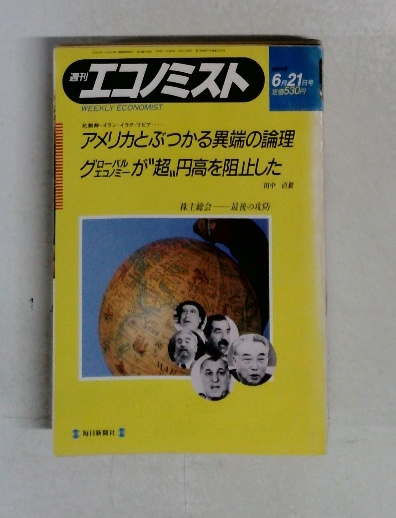 週刊
エコノミスト
WEEKLY ECONOMIST
6月21日号
定価530円
北朝鮮・イラン・イラク・リビア……
アメリカとぶつかる異端の論理
グローバルエコノミーが"超"円高を阻止した
田中 直毅
株主総会――最後の攻防
毎日新聞社